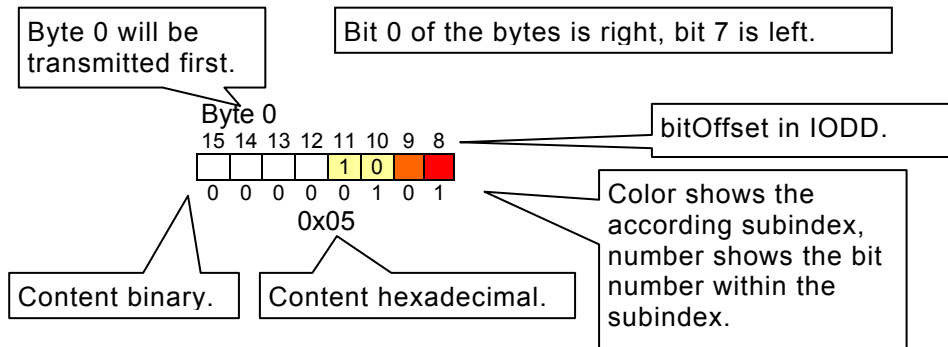 Byte 0 will be
transmitted first.
Bit 0 of the bytes is right, bit 7 is left.
Byte 0
15 14 13 12 11 10 9 8
1 0
0 0 0 0 0 1 0 1
0x05
bitOffset in IODD.
Color shows the
according subindex,
number shows the bit
number within the
subindex.
Content binary.
Content hexadecimal.